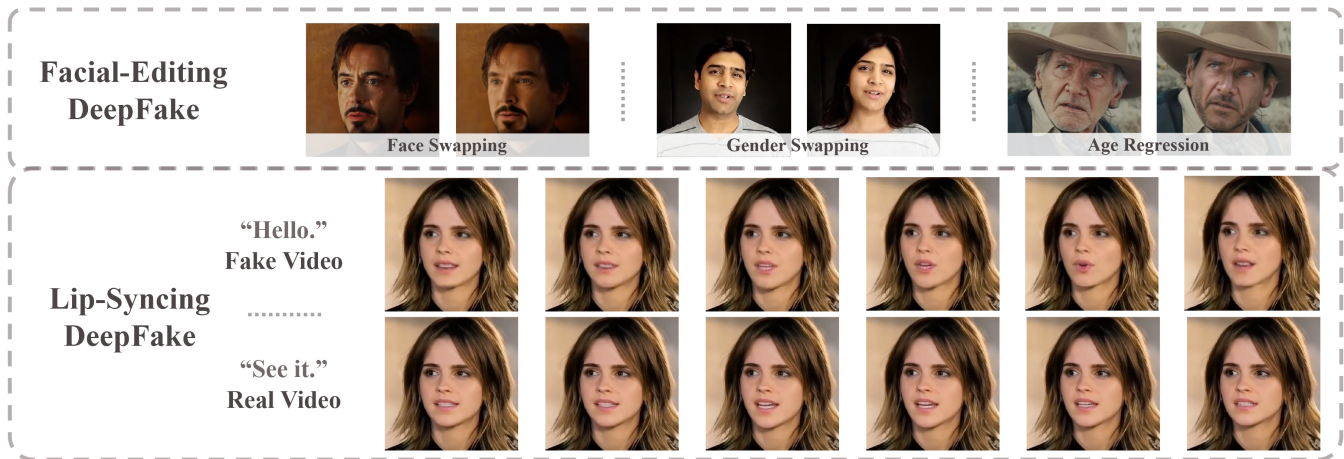 Facial-Editing
DeepFake
Face Swapping
Gender Swapping
Age Regression
Lip-Syncing
DeepFake
“Hello.”
Fake Video
“See it.”
Real Video